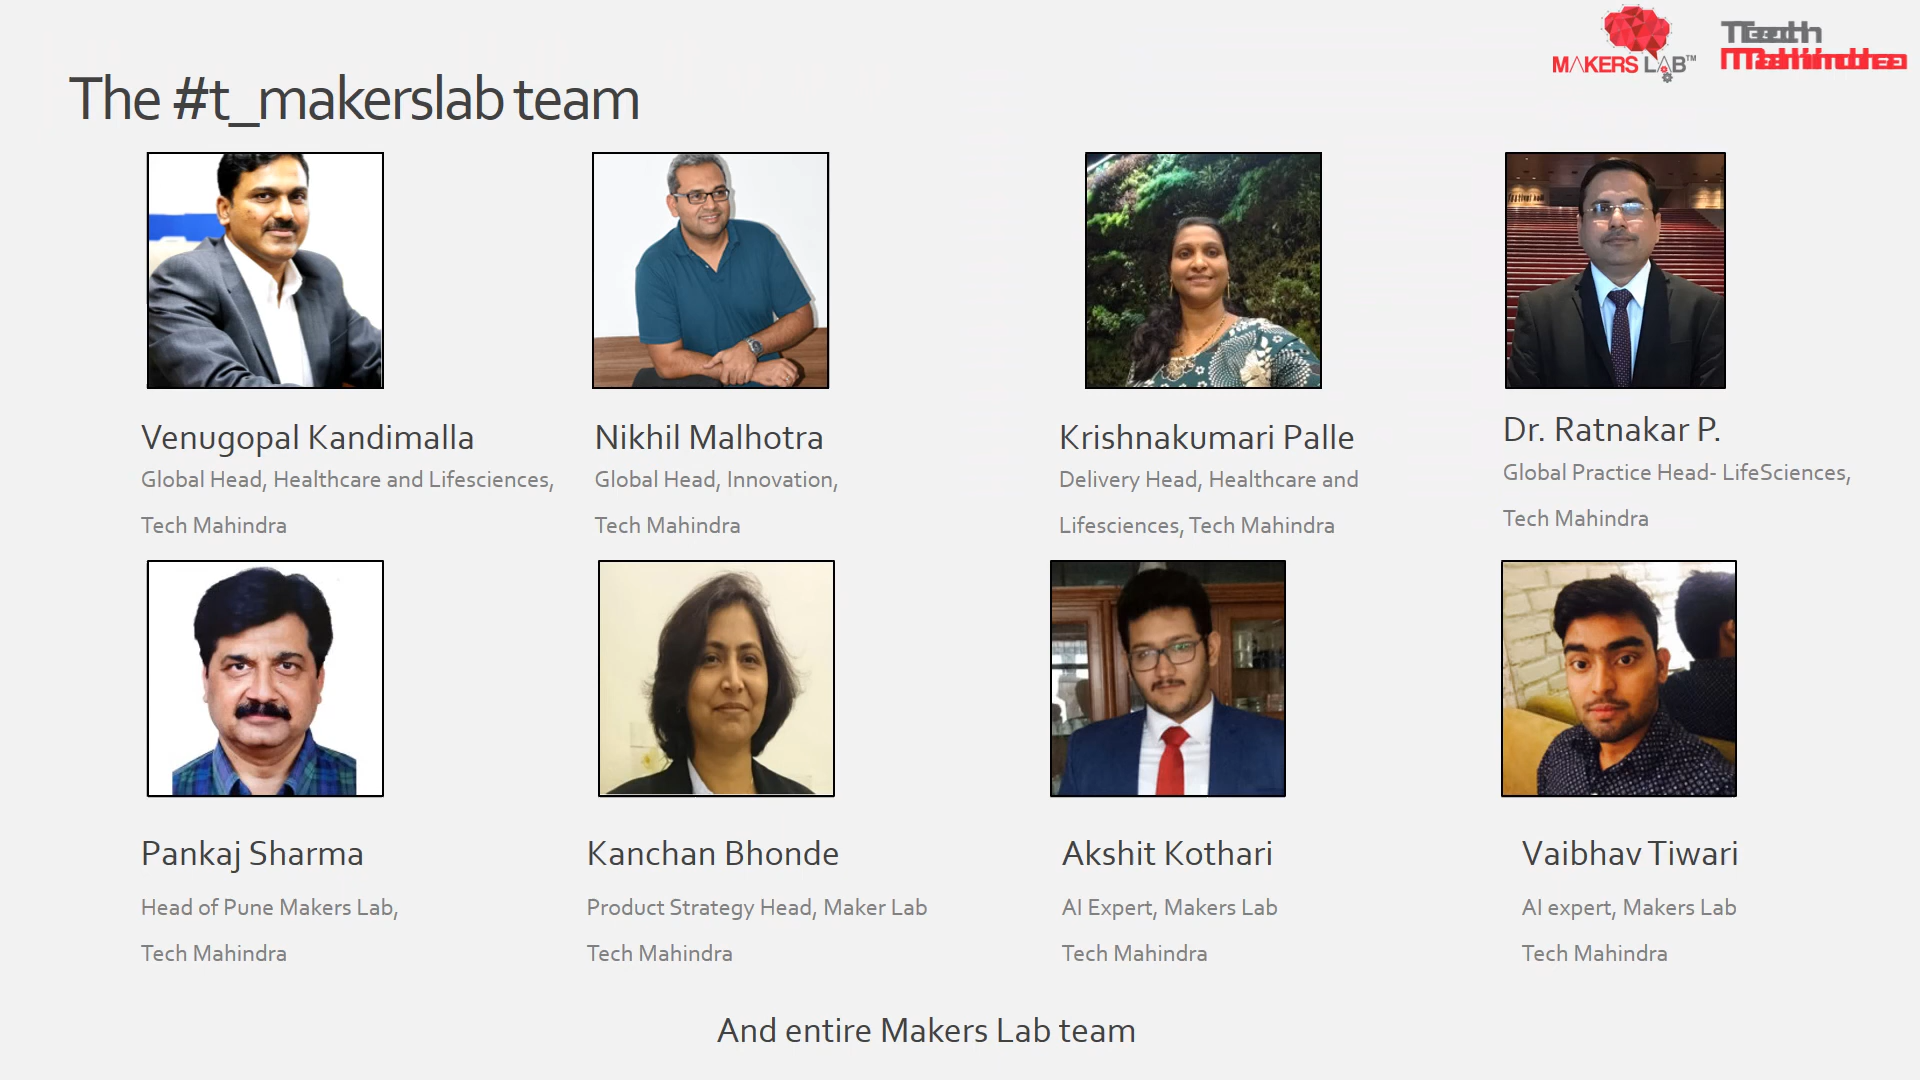 MAKERS LAB™
Tech
Mahindra
The #t_makerslab team
Venugopal Kandimalla
Global Head, Healthcare and Lifesciences,
Tech Mahindra
Nikhil Malhotra
Global Head, Innovation,
Tech Mahindra
Krishnakumari Palle
Delivery Head, Healthcare and
Lifesciences, Tech Mahindra
Dr. Ratnakar P.
Global Practice Head- LifeSciences,
Tech Mahindra
Pankaj Sharma
Head of Pune Makers Lab,
Tech Mahindra
Kanchan Bhonde
Product Strategy Head, Maker Lab
Tech Mahindra
Akshit Kothari
AI Expert, Makers Lab
Tech Mahindra
Vaibhav Tiwari
AI expert, Makers Lab
Tech Mahindra
And entire Makers Lab team